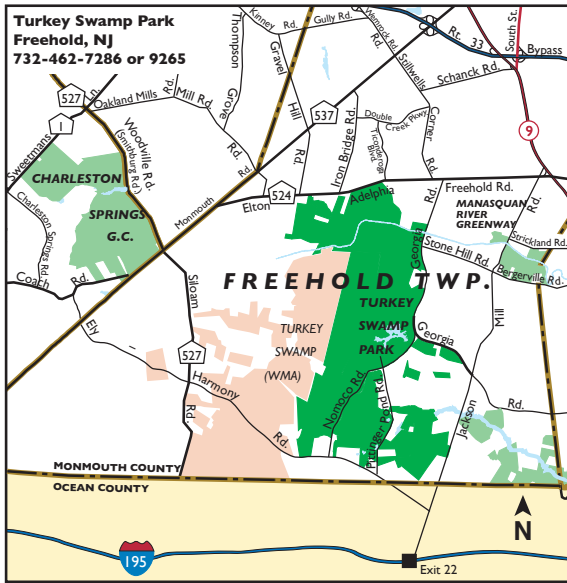 Turkey Swamp Park
Freehold, NJ
732-462-7286 or 9265
Kinney Rd.
Gully Rd.
Wemrock Rd.
Rt. 33
Bypass
South St.
Thompson Grove Rd.
Gravel Hill Rd.
Stillwells Corner Rd.
Schanck Rd.
527
Sweetmans Ln.
Oakland Mills Rd.
Mill Rd.
1
537
Iron Bridge Rd.
Double Creek Pkwy.
Ticonderoga Blvd.
9
Woodville Rd.
(Smithburg Rd.)
CHARLESTON
SPRINGS
G.C.
Charleston Springs Rd.
Monmouth Rd.
Elton
524
Adelphia Rd.
Freehold Rd.
MANASQUAN
RIVER
GREENWAY
Strickland Rd.
Georgia
Stone Hill Rd.
Bergerville Rd.
Coach Rd.
Siloam
FREEHOLD TWP.
TURKEY
SWAMP
PARK
TURKEY
SWAMP
(WMA)
Georgia Rd.
Ely - Harmony Rd.
527
Rd.
Nomoco Rd.
Pittinger Pond Rd.
Jackson
Mill
Rd.
MONMOUTH COUNTY
OCEAN COUNTY
N
195
Exit 22